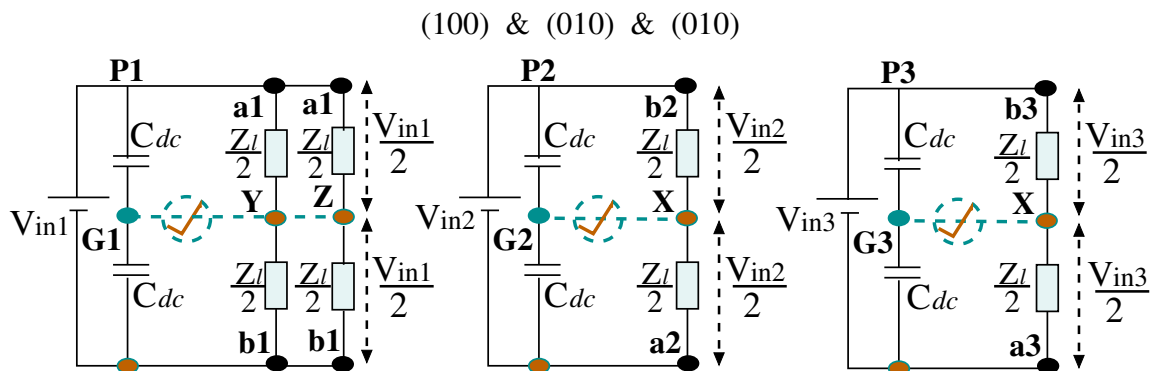 (100) & (010) & (010)
P1
a1 a1
Cdc
Zl/2 Zl/2
Vin1/2
Y Z
Vin1
G1
Cdc
Zl/2 Zl/2
Vin1/2
b1 b1
P2
b2
Cdc
Zl/2
Vin2/2
X
Vin2
G2
Cdc
Zl/2
Vin2/2
a2
P3
b3
Cdc
Zl/2
Vin3/2
X
Vin3
G3
Cdc
Zl/2
Vin3/2
a3